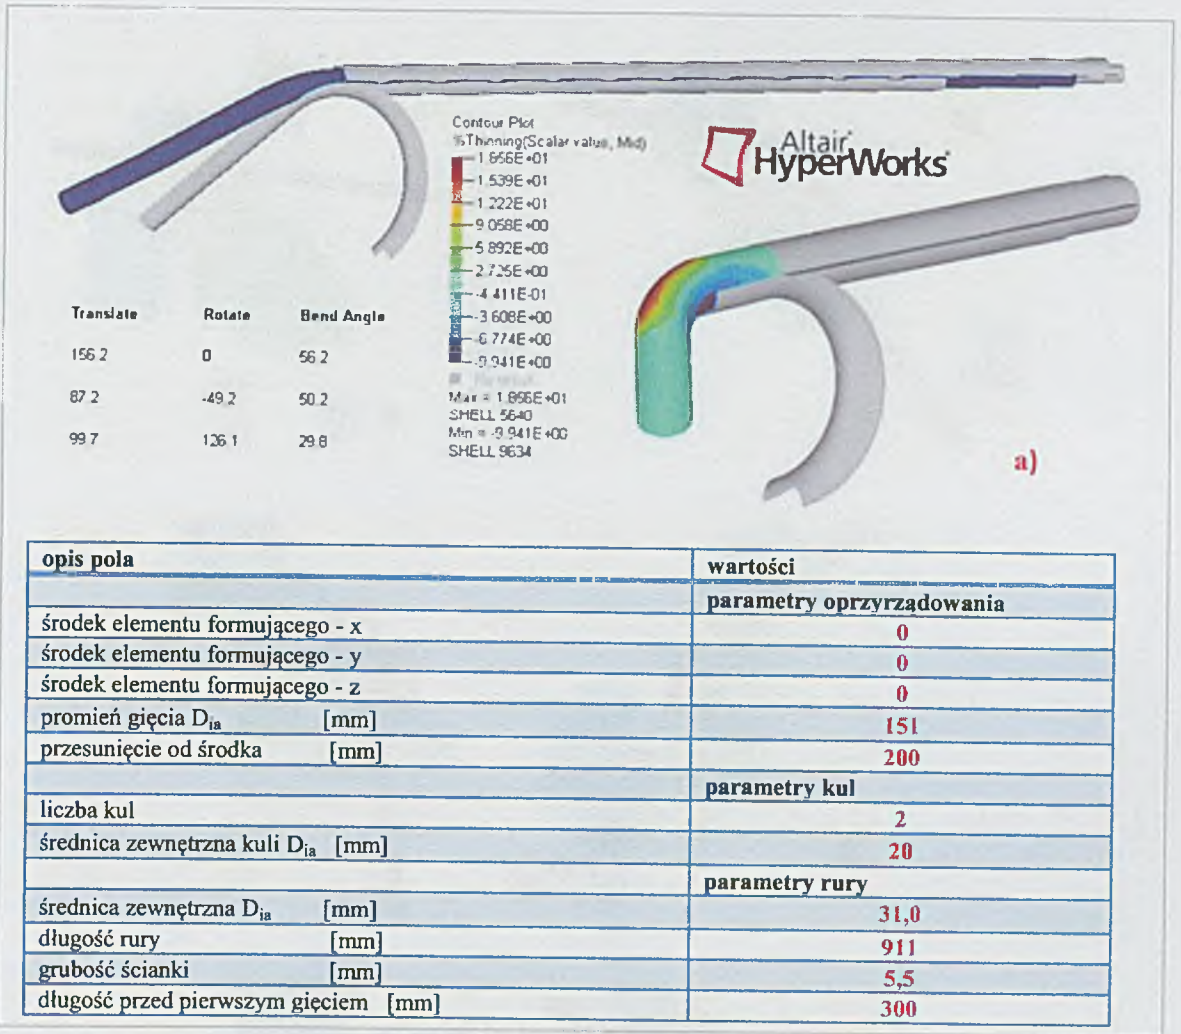 Contour Plot
%Thinning(Scalar value, Mid)
1.856E+01
1.539E+01
1.222E+01
9.058E+00
5.892E+00
2.725E+00
-4.411E-01
-3.608E+00
-6.774E+00
-9.941E+00
Max = 1.856E+01
SHELL 5640
Min = -9.941E+00
SHELL 9634
Altair
HyperWorks
Translate Rotate Bend Angle
156.2 0 56.2
87.2 -49.2 50.2
99.7 126.1 29.8
a)
opis pola wartości
parametry oprzyrządowania
środek elementu formującego - x 0
środek elementu formującego - y 0
środek elementu formującego - z 0
promień gięcia Dia [mm] 151
przesunięcie od środka [mm] 200
parametry kul
liczba kul 2
średnica zewnętrzna kuli Dia [mm] 20
parametry rury
średnica zewnętrzna Dia [mm] 31,0
długość rury [mm] 911
grubość ścianki [mm] 5,5
długość przed pierwszym gięciem [mm] 300